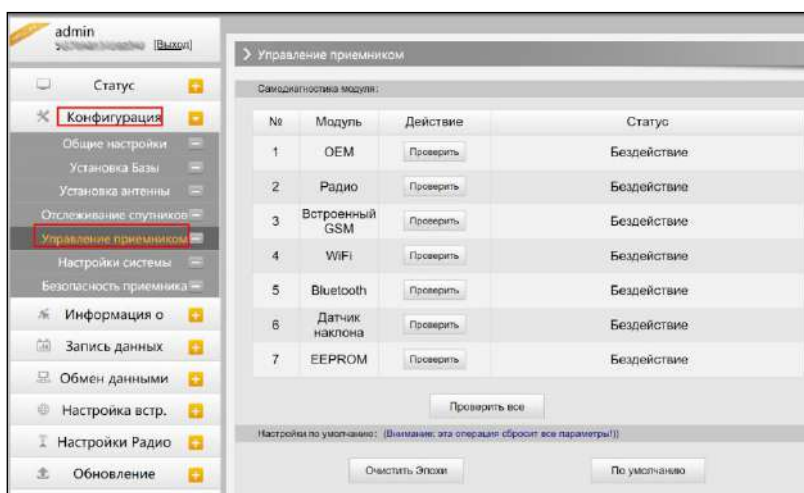 admin
[Выход]
Статус
Конфигурация
Общие настройки
Установка Базы
Установка антенны
Отслеживание спутников
Управление приемником
Настройки системы
Безопасность приемника
Информация о
Запись данных
Обмен данными
Настройка встр.
Настройки Радио
Обновление
Управление приемником
Самодиагностика модуля:
№ Модуль Действие Статус
1 OEM Проверить Бездействие
2 Радио Проверить Бездействие
3 Встроенный GSM Проверить Бездействие
4 WiFi Проверить Бездействие
5 Bluetooth Проверить Бездействие
6 Датчик наклона Проверить Бездействие
7 EEPROM Проверить Бездействие
Проверить все
Настройки по умолчанию: (Внимание: эта операция сбросит все параметры!))
Очистить Эпохи По умолчанию